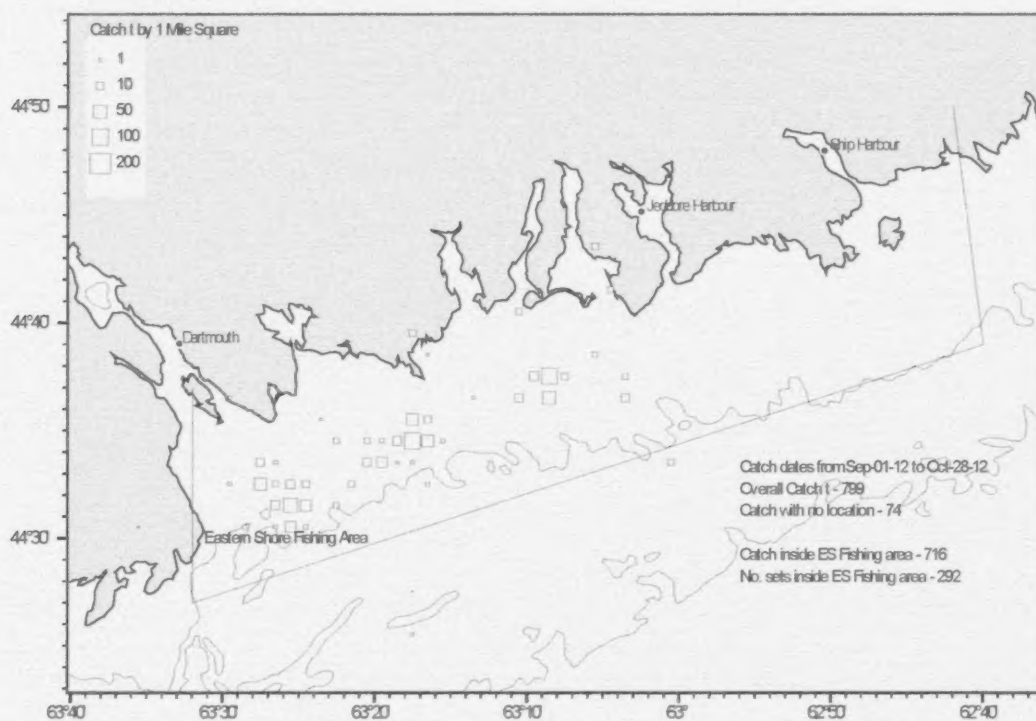 Catch t by 1 Mile Square
1
10
50
100
200
44°50
44°40
44°30
Ship Harbour
Jeddore Harbour
Dartmouth
Eastern Shore Fishing Area
Catch dates from Sep-01-12 to Oct-28-12
Overall Catch t - 799
Catch with no location - 74
Catch inside ES Fishing area - 716
No. sets inside ES Fishing area - 292
63°40
63°30
63°20
63°10
63°
62°50
62°40